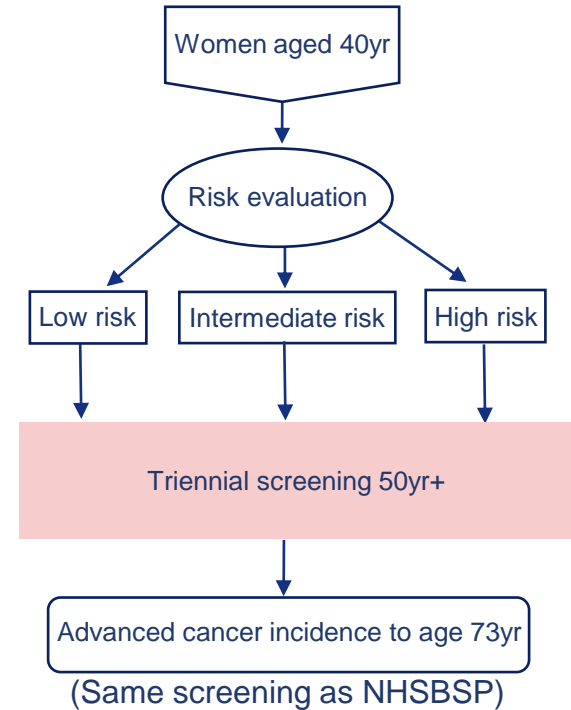 Women aged 40yr
Risk evaluation
Low risk
Intermediate risk
High risk
Triennial screening 50yr+
Advanced cancer incidence to age 73yr
(Same screening as NHSBSP)